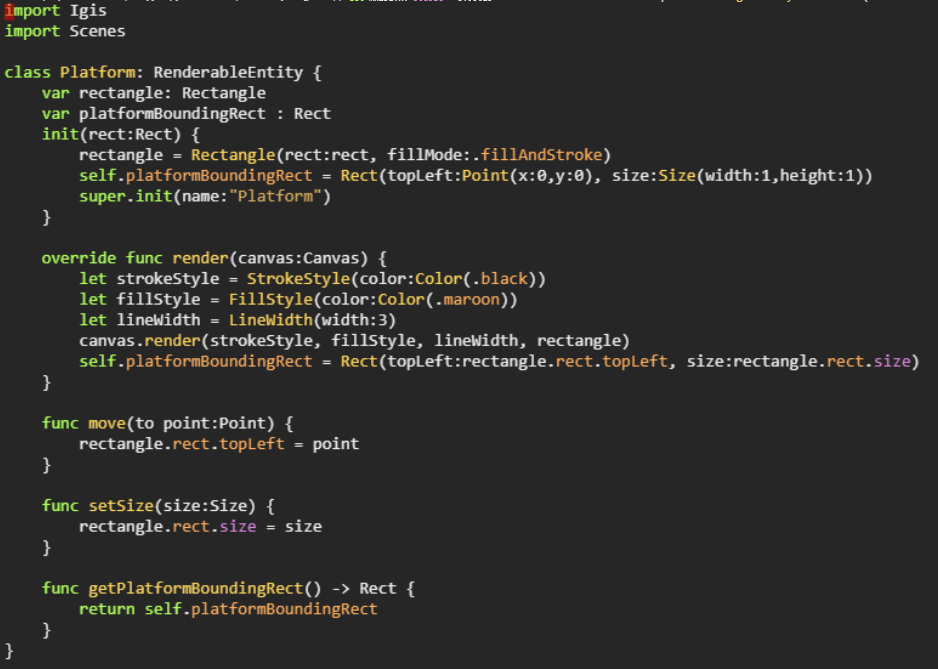 import Igis
import Scenes
class Platform: RenderableEntity {
    var rectangle: Rectangle
    var platformBoundingRect : Rect
    init(rect:Rect) {
        rectangle = Rectangle(rect:rect, fillMode:.fillAndStroke)
        self.platformBoundingRect = Rect(topLeft:Point(x:0,y:0), size:Size(width:1,height:1))
        super.init(name:"Platform")
    }
    override func render(canvas:Canvas) {
        let strokeStyle = StrokeStyle(color:Color(.black))
        let fillStyle = FillStyle(color:Color(.maroon))
        let lineWidth = LineWidth(width:3)
        canvas.render(strokeStyle, fillStyle, lineWidth, rectangle)
        self.platformBoundingRect = Rect(topLeft:rectangle.rect.topLeft, size:rectangle.rect.size)
    }
    func move(to point:Point) {
        rectangle.rect.topLeft = point
    }
    func setSize(size:Size) {
        rectangle.rect.size = size
    }
    func getPlatformBoundingRect() -> Rect {
        return self.platformBoundingRect
    }
}